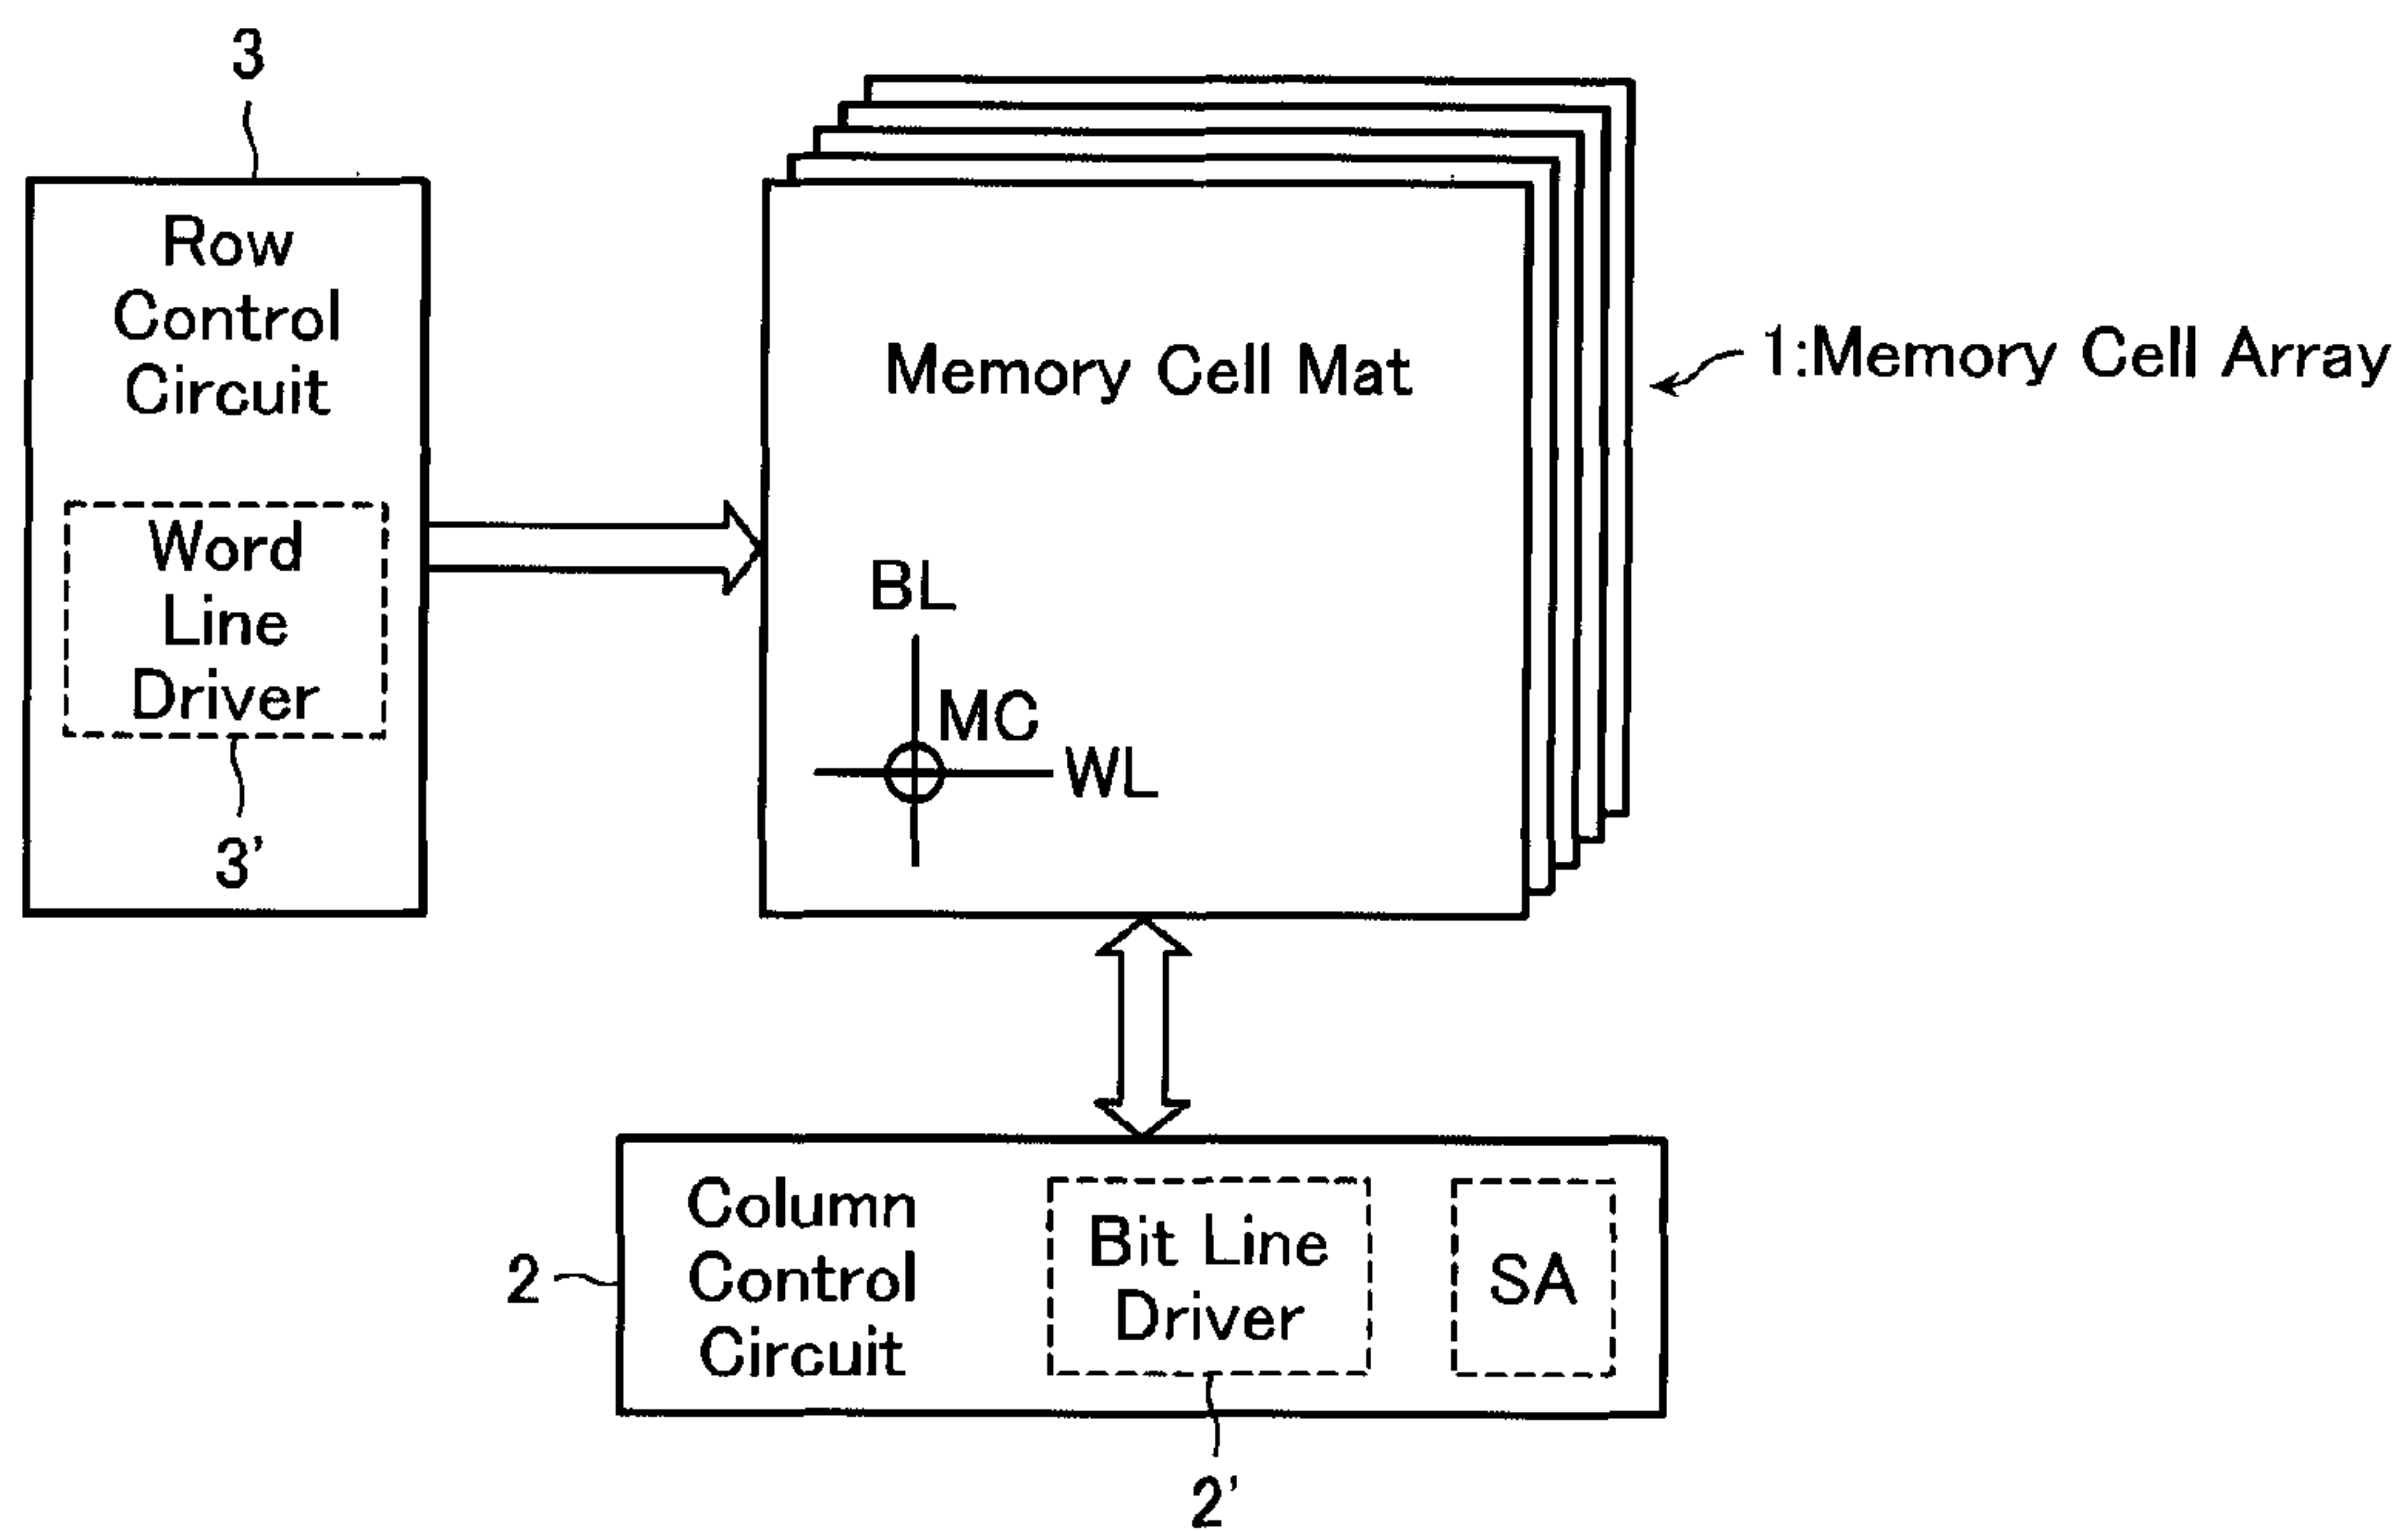 3
Row
Control
Circuit
Word
Line
Driver
3'
Memory Cell Mat
BL
MC
WL
1:Memory Cell Array
2
Column
Control
Circuit
Bit Line
Driver
SA
2'